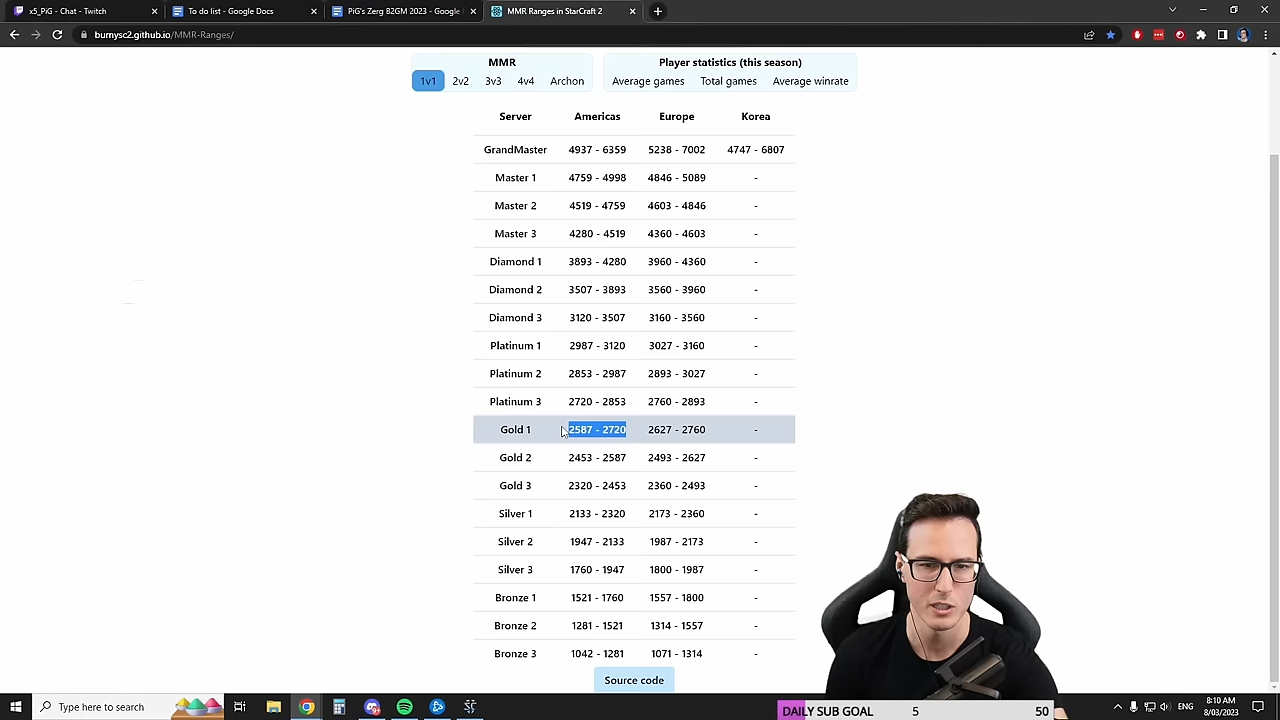 x5_PiG - Chat - Twitch
To do list - Google Docs
PiG's Zerg B2GM 2023 - Google
MMR Ranges in StarCraft 2
burnysc2.github.io/MMR-Ranges/
MMR
1v1 2v2 3v3 4v4 Archon
Player statistics (this season)
Average games Total games Average winrate
Server Americas Europe Korea
GrandMaster 4937 - 6359 5238 - 7002 4747 - 6807
Master 1 4759 - 4998 4846 - 5089 -
Master 2 4519 - 4759 4603 - 4846 -
Master 3 4280 - 4519 4360 - 4603 -
Diamond 1 3893 - 4280 3960 - 4360 -
Diamond 2 3507 - 3893 3560 - 3960 -
Diamond 3 3120 - 3507 3160 - 3560 -
Platinum 1 2987 - 3120 3027 - 3160 -
Platinum 2 2853 - 2987 2893 - 3027 -
Platinum 3 2720 - 2853 2760 - 2893 -
Gold 1 2587 - 2720 2627 - 2760 -
Gold 2 2453 - 2587 2493 - 2627 -
Gold 3 2320 - 2453 2360 - 2493 -
Silver 1 2133 - 2320 2173 - 2360 -
Silver 2 1947 - 2133 1987 - 2173 -
Silver 3 1760 - 1947 1800 - 1987 -
Bronze 1 1521 - 1760 1557 - 1800 -
Bronze 2 1281 - 1521 1314 - 1557 -
Bronze 3 1042 - 1281 1071 - 1314 -
Source code
Type here to search
ENG
8:10 AM
8/03/2023
DAILY SUB GOAL 5 50